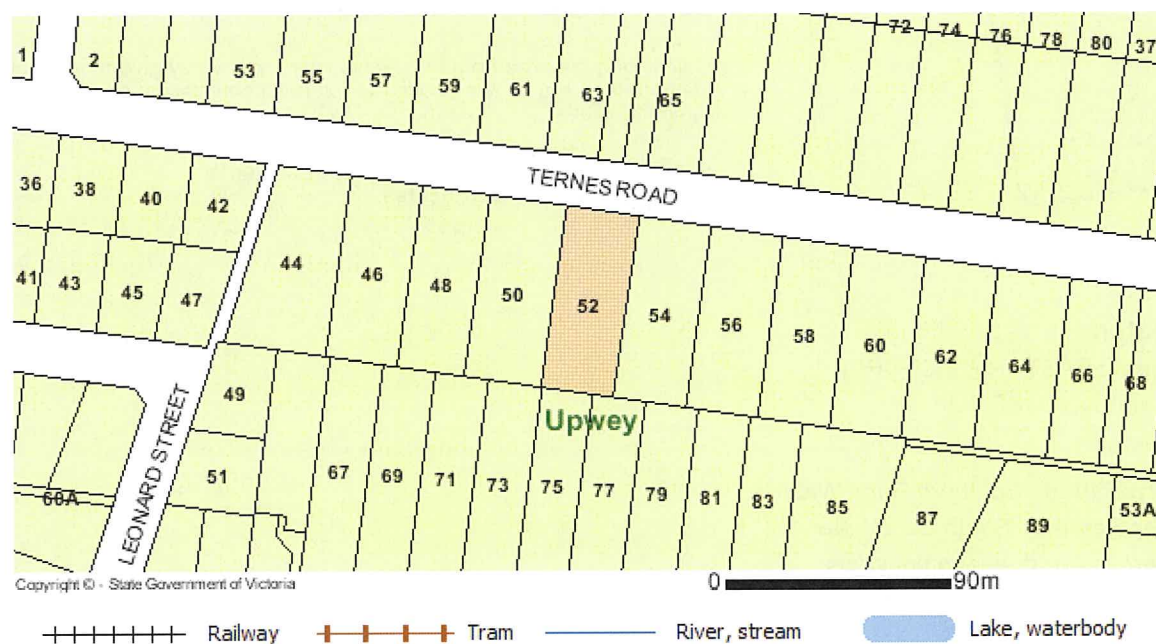 72 74 76 78 80 37
1 2 53 55 57 59 61 63 65
TERNES ROAD
36 38 40 42
44 46 48 50 52 54 56 58 60 62 64 66 68
41 43 45 47
49
Upwey
LEONARD STREET
51 67 69 71 73 75 77 79 81 83 85 87 89 53A
60A
Copyright © - State Government of Victoria
0 90m
Railway Tram River, stream Lake, waterbody